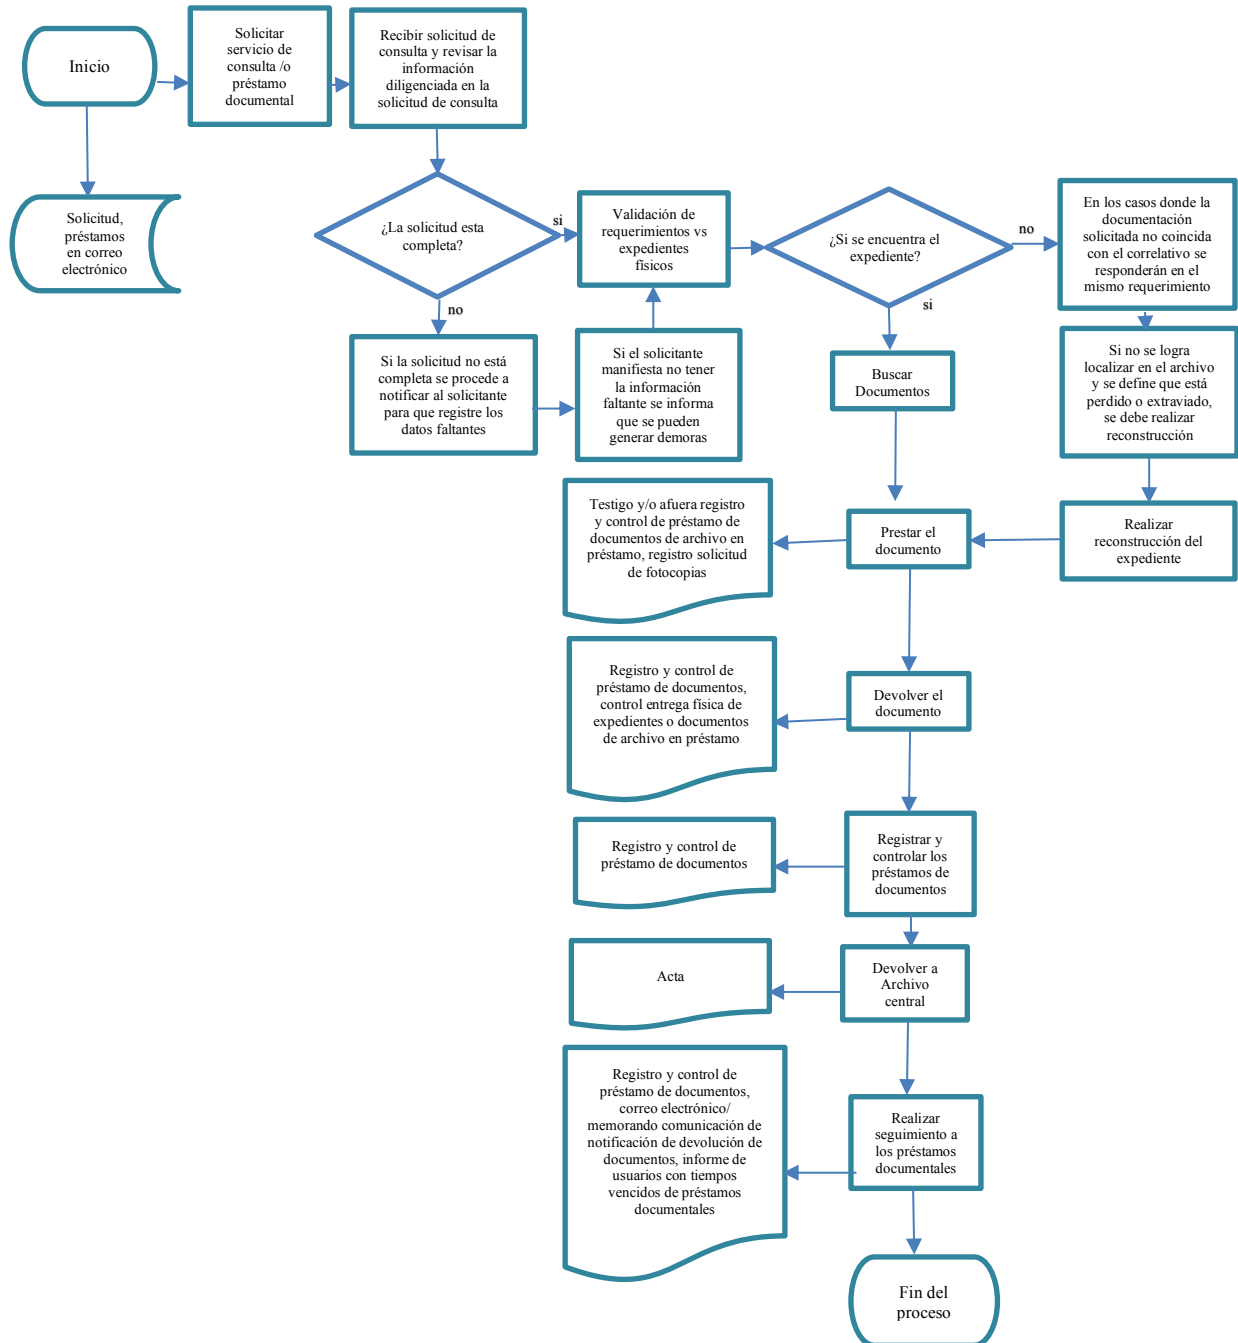 Inicio
Solicitar
servicio de
consulta /o
préstamo
documental
Recibir solicitud de
consulta y revisar la
información
diligenciada en la
solicitud de consulta
Solicitud,
préstamos
en correo
electrónico
¿La solicitud esta
completa?
si
no
Validación de
requerimientos vs
expedientes
físicos
¿Si se encuentra el
expediente?
no
si
En los casos donde la
documentación
solicitada no coincida
con el correlativo se
responderán en el
mismo requerimiento
Si la solicitud no está
completa se procede a
notificar al solicitante
para que registre los
datos faltantes
Si el solicitante
manifiesta no tener
la información
faltante se informa
que se pueden
generar demoras
Buscar
Documentos
Si no se logra
localizar en el archivo
y se define que está
perdido o extraviado,
se debe realizar
reconstrucción
Testigo y/o afuera registro
y control de préstamo de
documentos de archivo en
préstamo, registro solicitud
de fotocopias
Prestar el
documento
Realizar
reconstrucción del
expediente
Registro y control de
préstamo de documentos,
control entrega física de
expedientes o documentos
de archivo en préstamo
Devolver el
documento
Registro y control de
préstamo de documentos
Registrar y
controlar los
préstamos de
documentos
Acta
Devolver a
Archivo
central
Registro y control de
préstamo de documentos,
correo electrónico/
memorando comunicación de
notificación de devolución de
documentos, informe de
usuarios con tiempos
vencidos de préstamos
documentales
Realizar
seguimiento a
los préstamos
documentales
Fin del
proceso